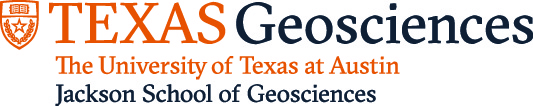 TEXAS Geosciences
The University of Texas at Austin
Jackson School of Geosciences